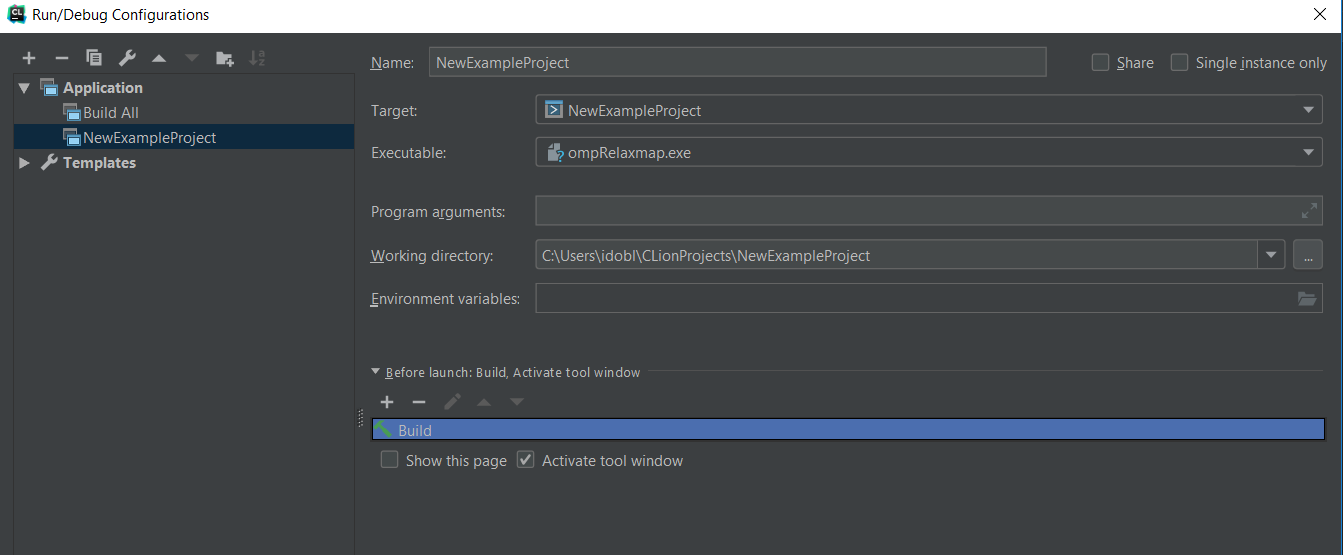 CL Run/Debug Configurations
Name: NewExampleProject Share Single instance only
Application
Build All
NewExampleProject
Templates
Target: NewExampleProject
Executable: ompRelaxmap.exe
Program arguments:
Working directory: C:\Users\idobl\CLionProjects\NewExampleProject ...
Environment variables:
Before launch: Build, Activate tool window
Build
Show this page Activate tool window